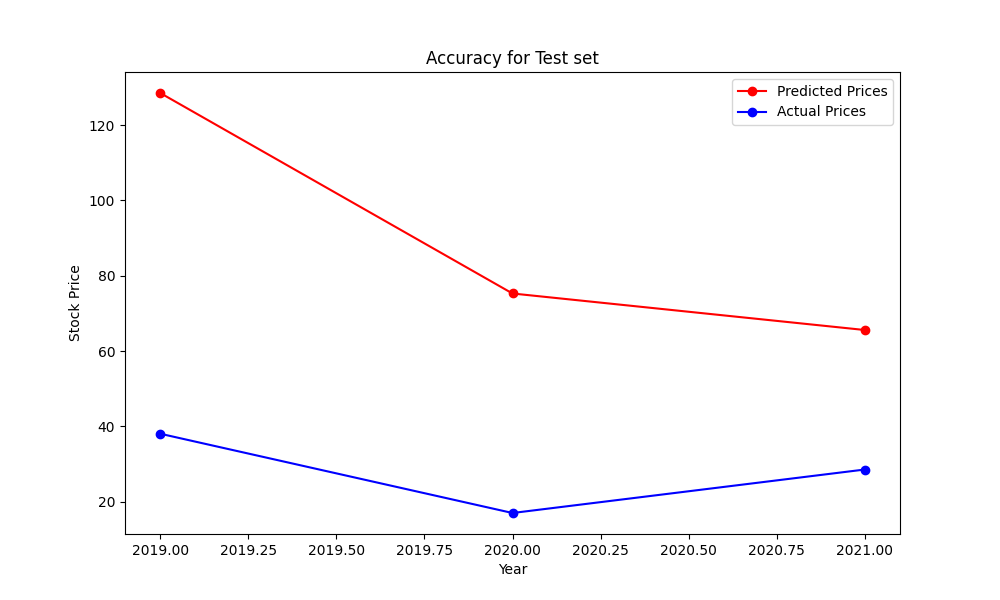 Accuracy for Test set
Predicted Prices
Actual Prices
120
100
80
60
40
20
Stock Price
2019.00 2019.25 2019.50 2019.75 2020.00 2020.25 2020.50 2020.75 2021.00
Year